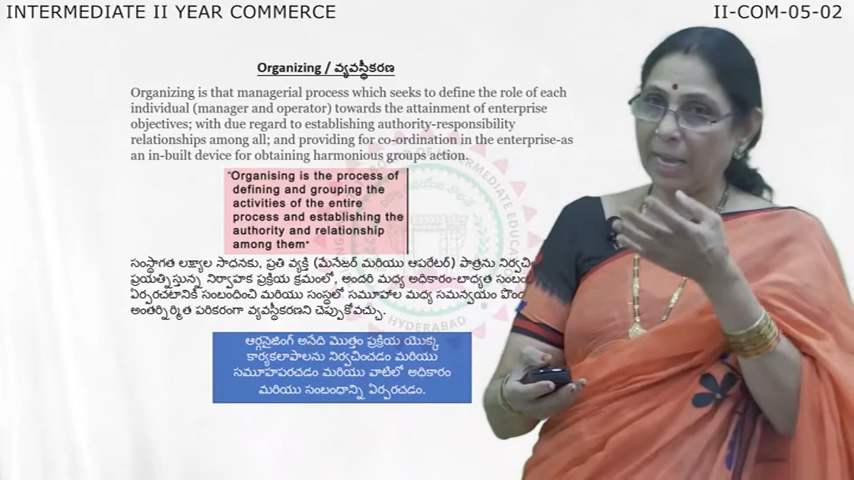 INTERMEDIATE II YEAR COMMERCE
II-COM-05-02
Organizing / వ్యవస్థీకరణ
Organizing is that managerial process which seeks to define the role of each
individual (manager and operator) towards the attainment of enterprise
objectives; with due regard to establishing authority-responsibility
relationships among all; and providing for co-ordination in the enterprise-as
an in-built device for obtaining harmonious groups action.
"Organising is the process of
defining and grouping the
activities of the entire
process and establishing the
authority and relationship
among them"
సంస్థాగత లక్ష్యాల సాధనకు, ప్రతి వ్యక్తి (మేనేజర్ మరియు ఆపరేటర్) పాత్రను
ప్రయత్నిస్తున్న నిర్వాహక ప్రక్రియ క్రమంలో, అందరి మధ్య అధికారం-బాధ్యత
ఏర్పరచటానికి సంబంధించి మరియు సంస్థలో సమూహాల మధ్య సమన్వయం
అంతర్నిర్మిత పరికరంగా వ్యవస్థీకరణని చెప్పుకోవచ్చు.
ఆర్గనైజింగ్ అనేది మొత్తం ప్రక్రియ యొక్క
కార్యకలాపాలను నిర్వచించడం మరియు
సమూహపరచడం మరియు వాటిలో అధికారం
మరియు సంబంధాన్ని ఏర్పరచడం.
HYDERABAD